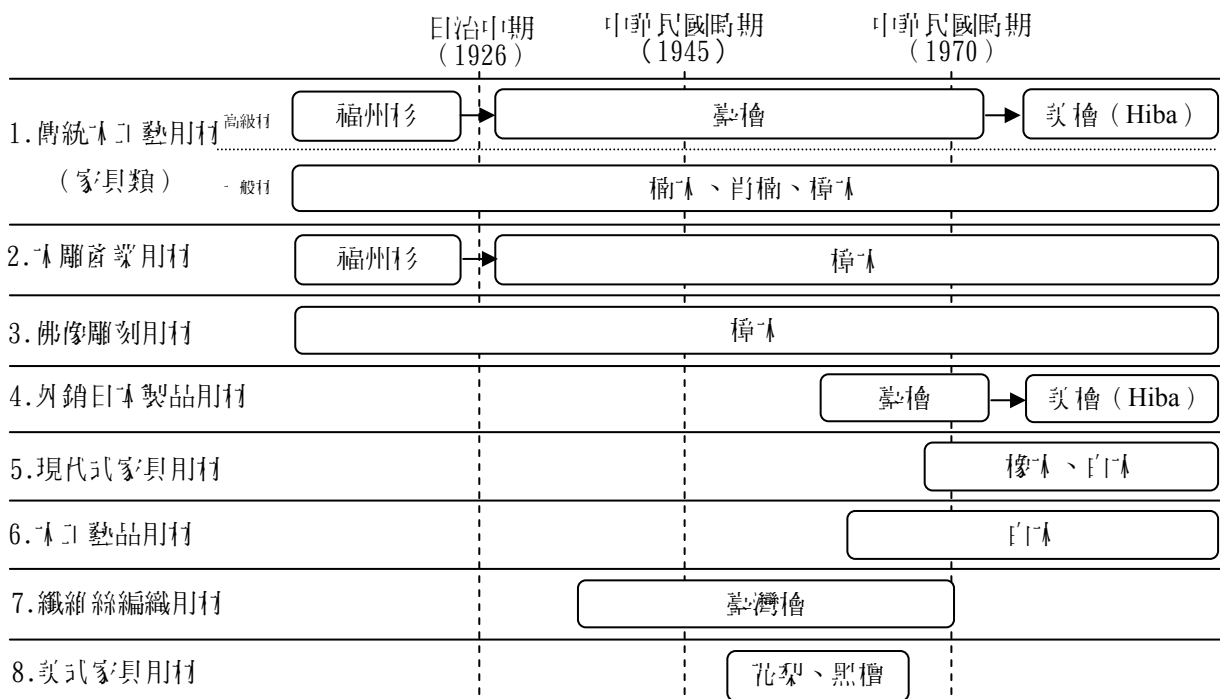 日治中期 中華民國時期 中華民國時期
（1926） （1945） （1970）
1.傳統木工藝用材 高級材 福州杉 臺檜 美檜（Hiba）
（家具類） 一般材 楠木、肖楠、樟木
2.木雕產業用材 福州杉 樟木
3.佛像雕刻用材 樟木
4.外銷日本製品用材 臺檜 美檜（Hiba）
5.現代式家具用材 橡木、白木
6.木工藝品用材 白木
7.纖維絲編織用材 臺灣檜
8.美式家具用材 花梨、黑檀